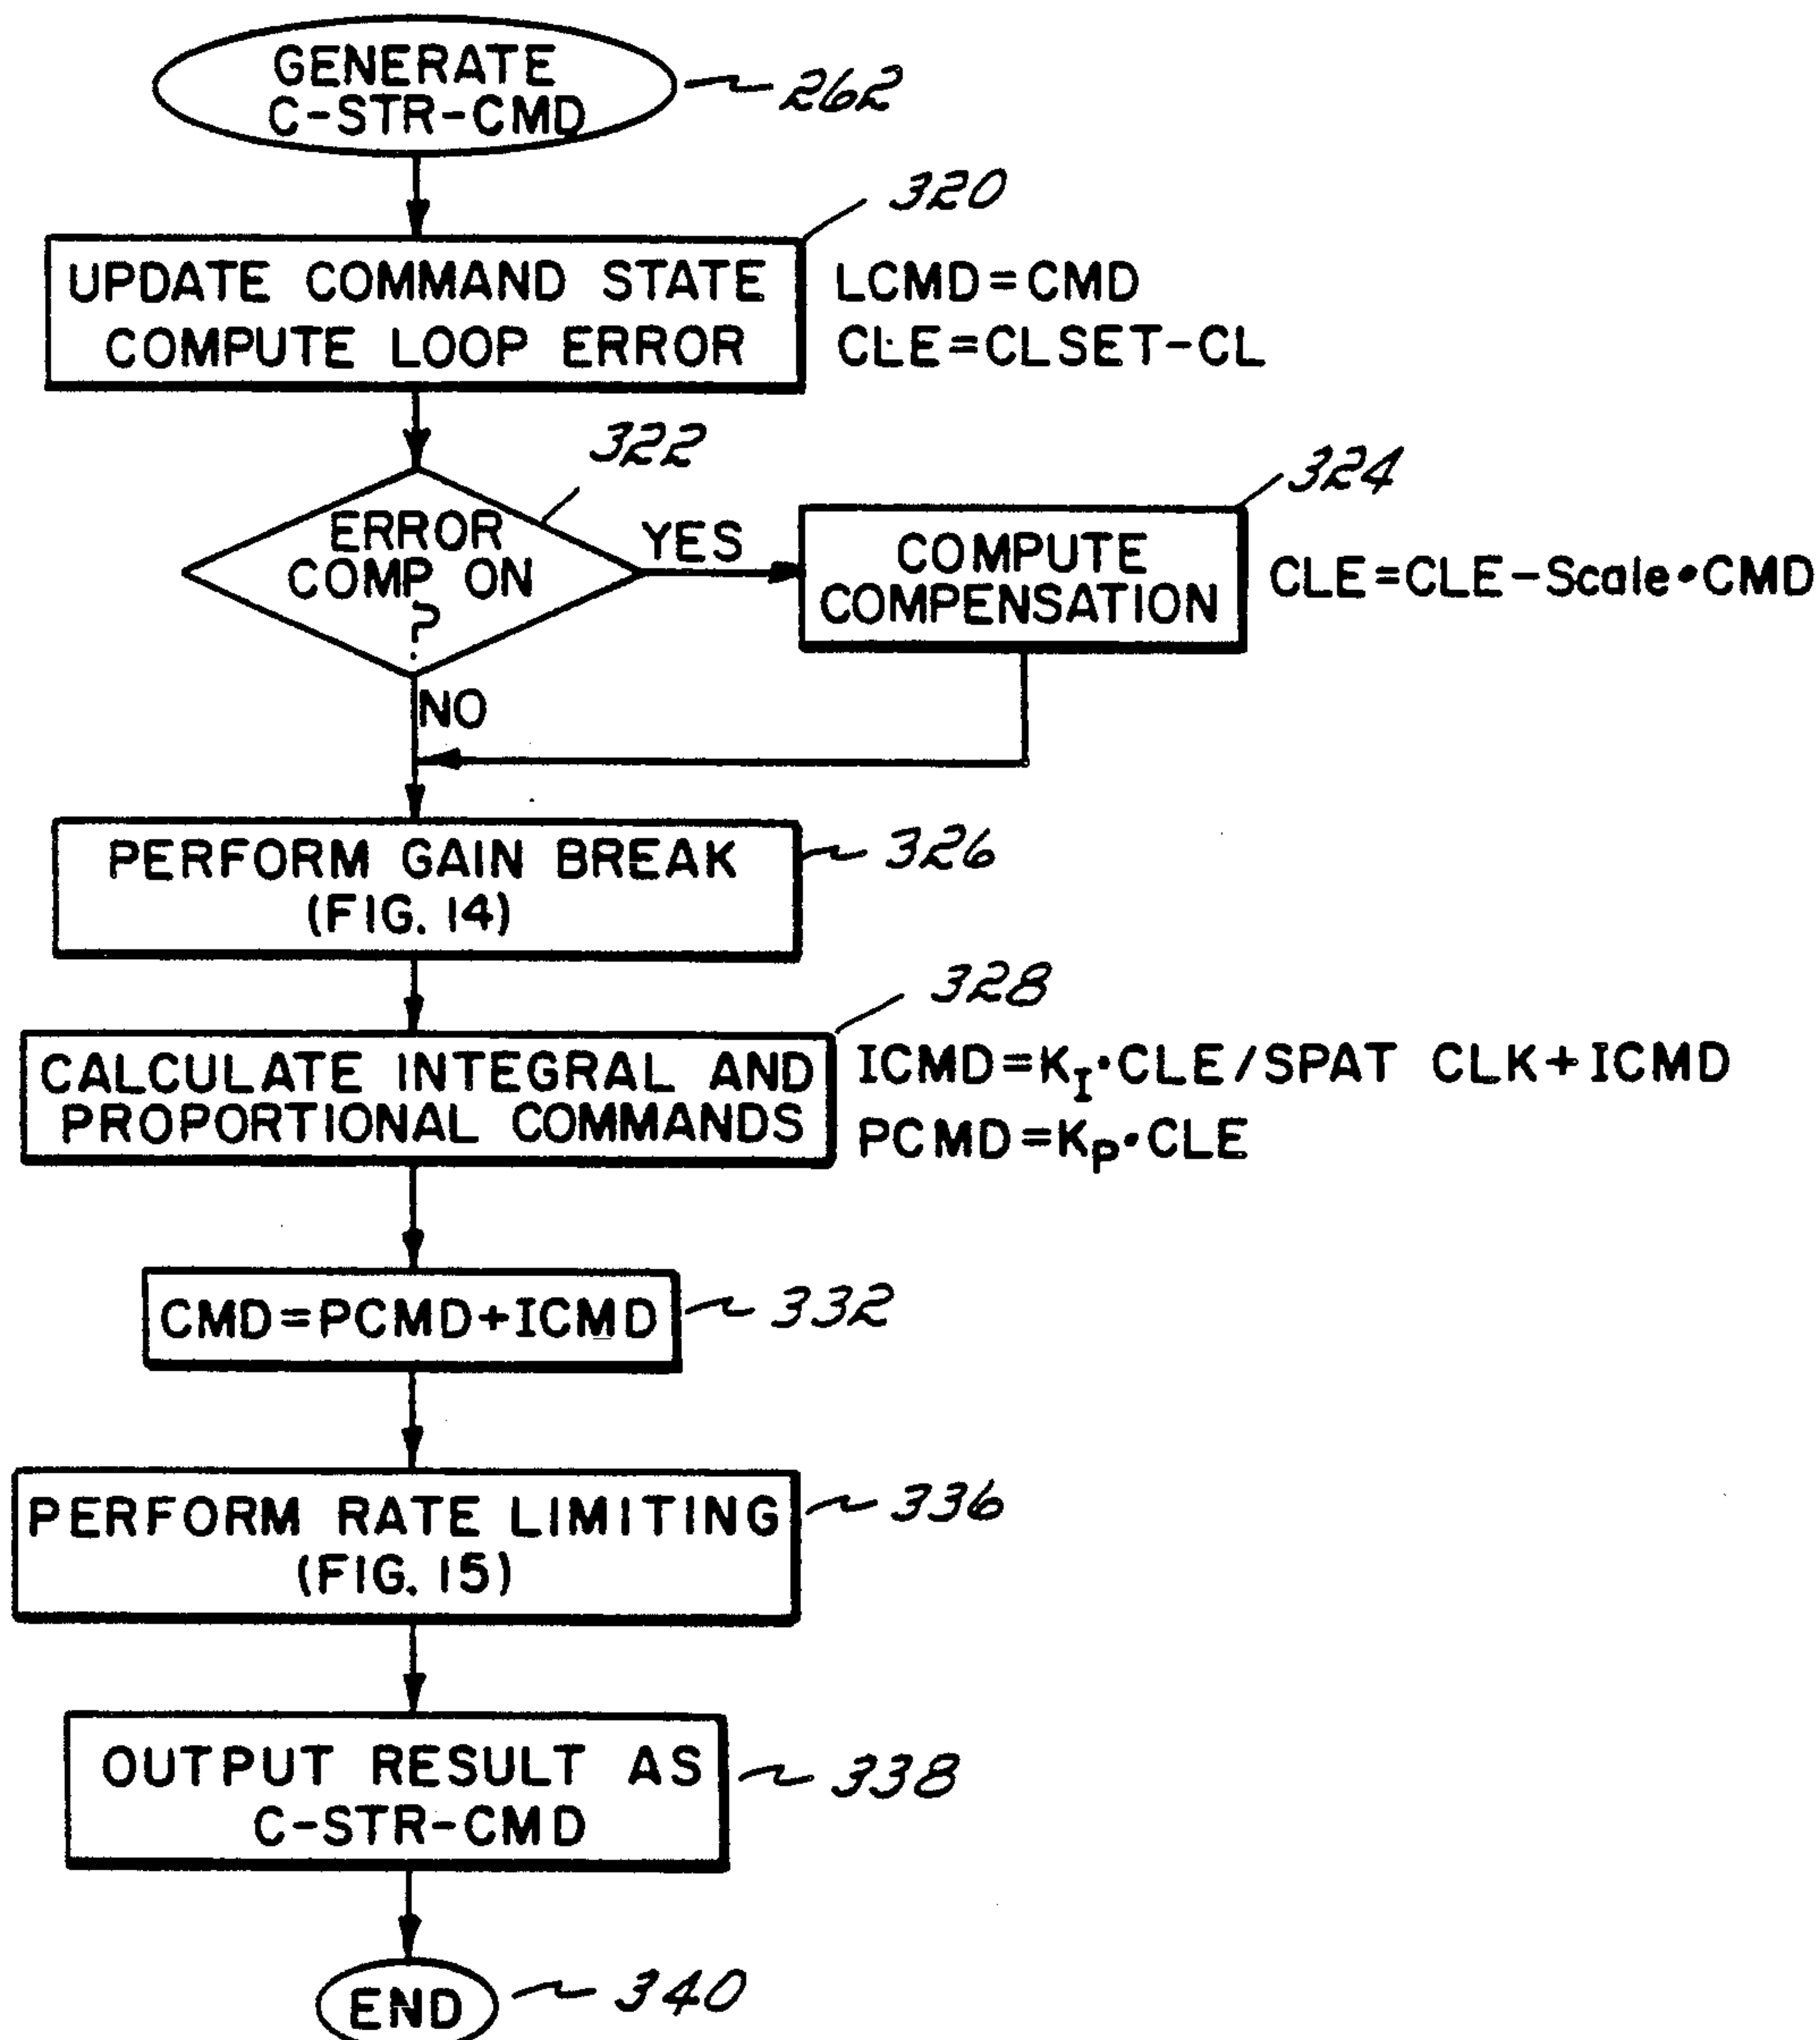 GENERATE
C-STR-CMD
262
320
UPDATE COMMAND STATE
COMPUTE LOOP ERROR
LCMD=CMD
CLE=CLSET-CL
322
ERROR
COMP ON
?
YES
324
COMPUTE
COMPENSATION
CLE=CLE-Scale•CMD
NO
PERFORM GAIN BREAK
(FIG. 14)
326
328
CALCULATE INTEGRAL AND
PROPORTIONAL COMMANDS
ICMD=KI•CLE/SPAT CLK+ICMD
PCMD=KP•CLE
CMD=PCMD+ICMD
332
PERFORM RATE LIMITING
(FIG. 15)
336
OUTPUT RESULT AS
C-STR-CMD
338
END
340